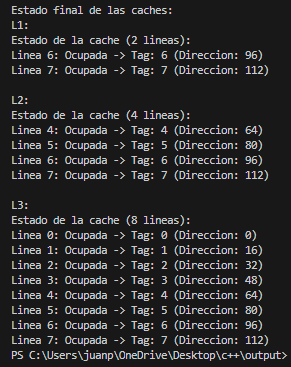 Estado final de las caches:
L1:
Estado de la cache (2 lineas):
Linea 6: Ocupada -> Tag: 6 (Direccion: 96)
Linea 7: Ocupada -> Tag: 7 (Direccion: 112)
L2:
Estado de la cache (4 lineas):
Linea 4: Ocupada -> Tag: 4 (Direccion: 64)
Linea 5: Ocupada -> Tag: 5 (Direccion: 80)
Linea 6: Ocupada -> Tag: 6 (Direccion: 96)
Linea 7: Ocupada -> Tag: 7 (Direccion: 112)
L3:
Estado de la cache (8 lineas):
Linea 0: Ocupada -> Tag: 0 (Direccion: 0)
Linea 1: Ocupada -> Tag: 1 (Direccion: 16)
Linea 2: Ocupada -> Tag: 2 (Direccion: 32)
Linea 3: Ocupada -> Tag: 3 (Direccion: 48)
Linea 4: Ocupada -> Tag: 4 (Direccion: 64)
Linea 5: Ocupada -> Tag: 5 (Direccion: 80)
Linea 6: Ocupada -> Tag: 6 (Direccion: 96)
Linea 7: Ocupada -> Tag: 7 (Direccion: 112)
PS C:\Users\juanp\OneDrive\Desktop\c++\output>